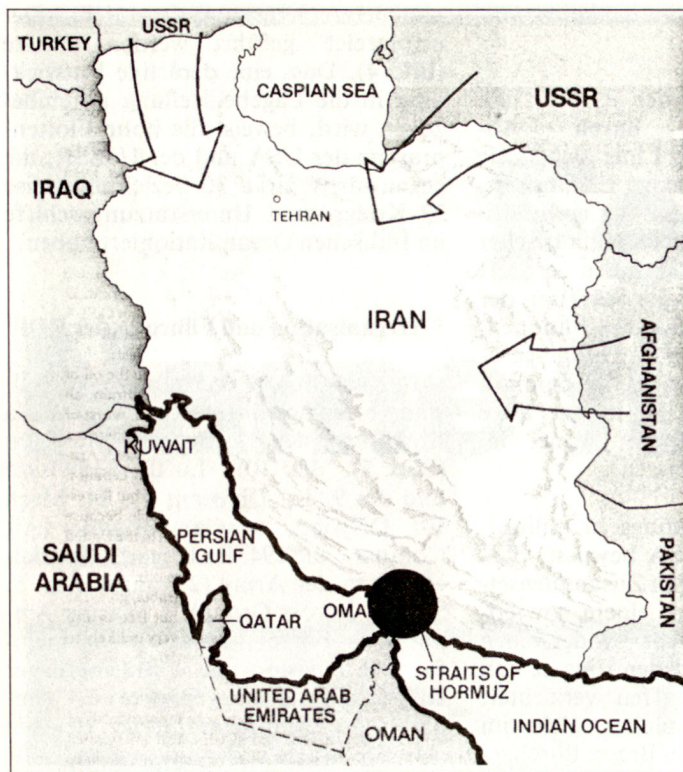 TURKEY
USSR
CASPIAN SEA
USSR
IRAQ
TEHRAN
IRAN
AFGHANISTAN
KUWAIT
PERSIAN
GULF
SAUDI
ARABIA
QATAR
OMA
PAKISTAN
STRAITS OF
HORMUZ
UNITED ARAB
EMIRATES
OMAN
INDIAN OCEAN